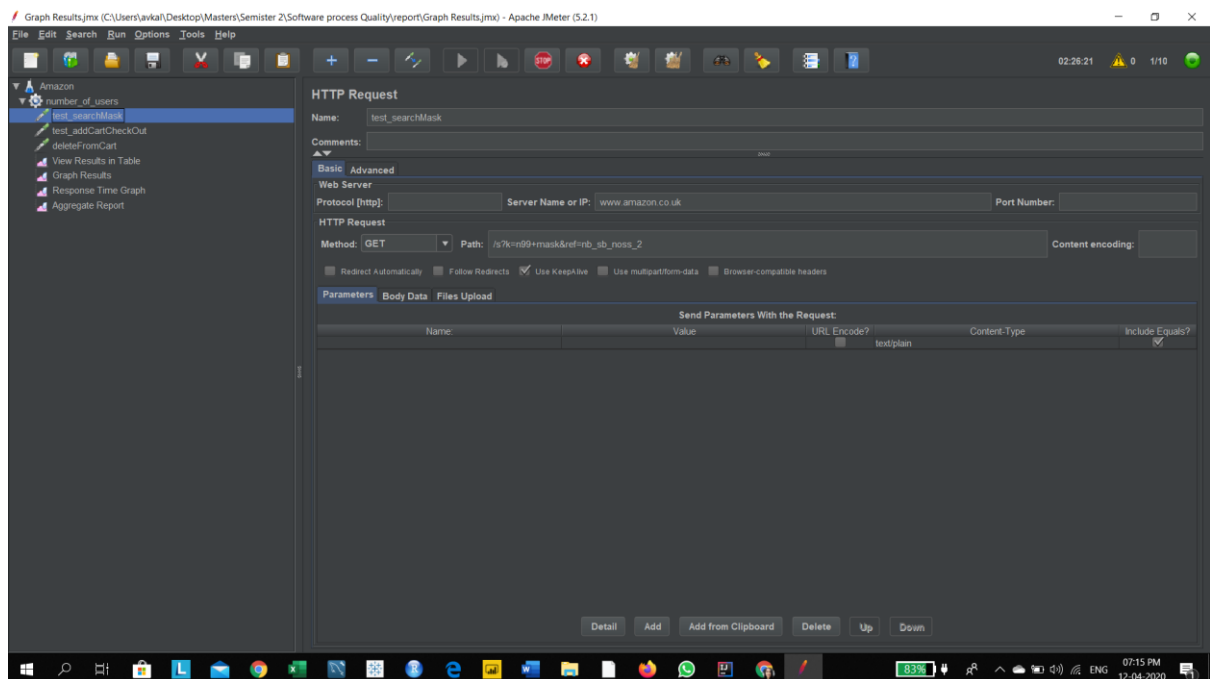 Graph Results.jmx (C:\Users\avkal\Desktop\Masters\Semister 2\Software process Quality\report\Graph Results.jmx) - Apache JMeter (5.2.1)
File Edit Search Run Options Tools Help
STOP
02:26:21 0 1/10
Amazon
number_of_users
test_searchMask
test_addCartCheckOut
deleteFromCart
View Results in Table
Graph Results
Response Time Graph
Aggregate Report
HTTP Request
Name: test_searchMask
Comments:
Basic Advanced
Web Server
Protocol [http]: Server Name or IP: www.amazon.co.uk Port Number:
HTTP Request
Method: GET Path: /s?k=n99+mask&ref=nb_sb_noss_2 Content encoding:
Redirect Automatically Follow Redirects Use KeepAlive Use multipart/form-data Browser-compatible headers
Parameters Body Data Files Upload
Send Parameters With the Request:
Name: Value URL Encode? Content-Type Include Equals?
text/plain
Detail Add Add from Clipboard Delete Up Down
83% ENG 07:15 PM
12-04-2020